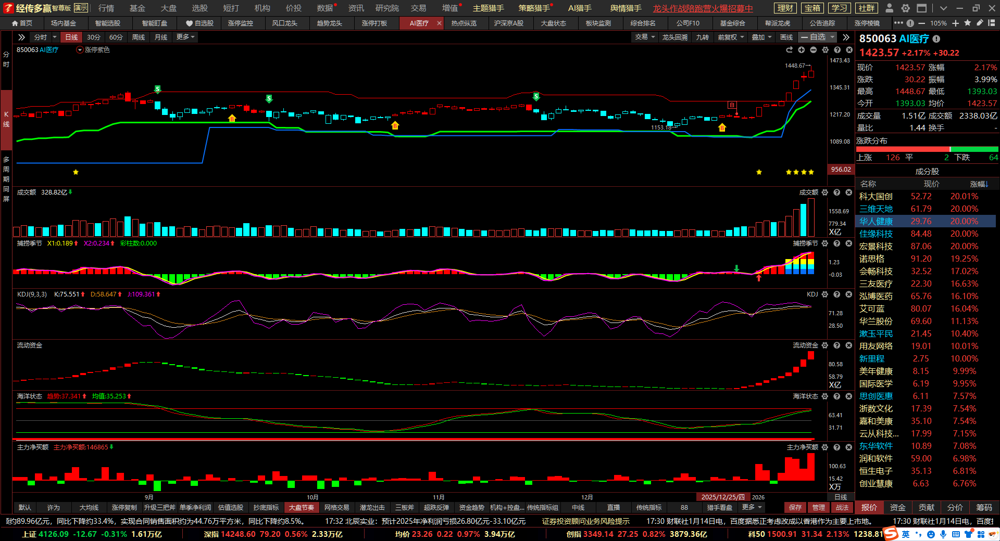 经传多赢 智尊版 演示 行情 基金 大盘 选股 短打 机构 价投 数据 资讯 研究院 交易 增值 主题猎手 策略猎手 AI猎手 舆情猎手 龙头作战陪跑营火爆招募中 理财 宝箱 学习 社群
首页 场内基金 智能选股 智能盯盘 自选股 涨停监控 风口龙头 趋势龙头 涨停打板 AI医疗 热点纵览 沪深京A股 大盘状态 板块监测 综合排名 公司F10 基金综合 帮派龙虎 公告追踪 涨停棱镜 105%
分时 日线 30分 60分 周线 月线 更多 交易 龙头回溯 九转 前复权 叠加 画线 一自选
分时
K线
多周期同屏
850063 AI医疗 涨停紫色
1473.43
1345.31
1217.20
1089.08
956.02
1448.67
1153.18
S
S
S
B
B
B
自
成交额 328.82亿 成交额
1558.69
779.34
X亿
捕捞季节 X1:0.189 X2:0.234 彩柱数:0.000 捕捞季节
1.23
-0.03
KDJ(9,3,3) K:75.551 D:58.647 J:109.361 KDJ
71.28
28.50
流动资金 流动资金
80.58
58.79
X亿
海洋状态 趋势:37.341 均值:35.253 海洋状态
63.41
31.71
主力净买额 主力净买额:146865 主力净买额
100.63
15.42
X万
9月 10月 11月 12月 2025/12/25/四 2026 日线
默认 许为 大均线 涨停复制 升级三把斧 单季净利润 估值选股 抄底指标 大盘节奏 网格交易 潜龙出击 三板斧 超跌反弹 资金趋势 机构+控盘... 传统指标组 中线 直播 传统指标 88 猎手看盘 更多 保存 管理 战法
850063 AI医疗
1423.57 +2.17% +30.22
现价 1423.57 涨幅 2.17%
涨跌 30.22 振幅 3.99%
最高 1448.67 最低 1393.03
今开 1393.03 均价 1423.57
成交量 1.51亿 成交额 2338.03亿
量比 1.44 换手 -
涨跌分布
上涨 126 平 2 下跌 64
成分股
名称 现价 涨幅↓
科大国创 52.72 20.01%
三维天地 61.79 20.00%
华人健康 29.76 20.00%
佳缘科技 84.48 20.00%
宏景科技 87.06 20.00%
诺思格 91.20 19.25%
会畅科技 32.52 17.02%
三友医疗 22.30 16.63%
泓博医药 65.76 16.10%
艾可蓝 80.07 16.04%
华兰股份 69.60 11.13%
漱玉平民 21.45 10.40%
用友网络 19.01 10.01%
新里程 2.75 10.00%
美年健康 8.15 9.99%
国际医学 6.19 9.95%
思创医惠 6.11 7.57%
浙数文化 17.39 7.54%
嘉和美康 35.10 7.54%
云从科技... 17.99 7.15%
东华软件 10.89 7.08%
润和软件 59.00 6.98%
恒生电子 35.13 6.81%
创业慧康 6.63 6.76%
报价 资金 贡献 分价 筹码
约89.96亿元，同比下降约33.4%，实现合同销售面积约为44.76万平方米，同比下降约8.5%。 17:32 北辰实业：预计2025年净利润亏损26.80亿元-33.10亿元 证券投资顾问业务风险提示 17:30 财联社1月14日电，百度据悉正考虑改成以香港作为主要上市地。 17:30 财联社1月14日电，百度
上证 4126.09 -12.67 -0.31% 1.61万亿 深指 14248.60 79.20 0.56% 2.33万亿 均价 23.26 0.22 0.97% 3.94万亿 创指 3349.14 27.25 0.82% 3879.36亿 科50 1500.91 31.34 2.13% 1238.81
S 英